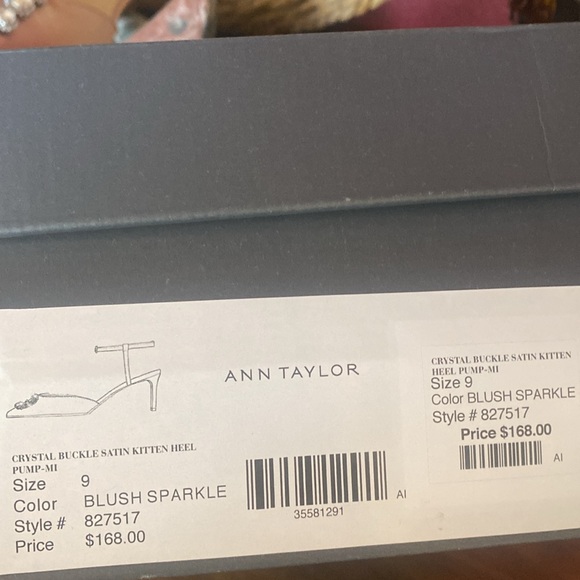 ANN TAYLOR
CRYSTAL BUCKLE SATIN KITTEN HEEL
PUMP-MI
Size 9
Color BLUSH SPARKLE
Style # 827517
Price $168.00
35581291
AI
CRYSTAL BUCKLE SATIN KITTEN
HEEL PUMP-MI
Size 9
Color BLUSH SPARKLE
Style # 827517
Price $168.00
AI